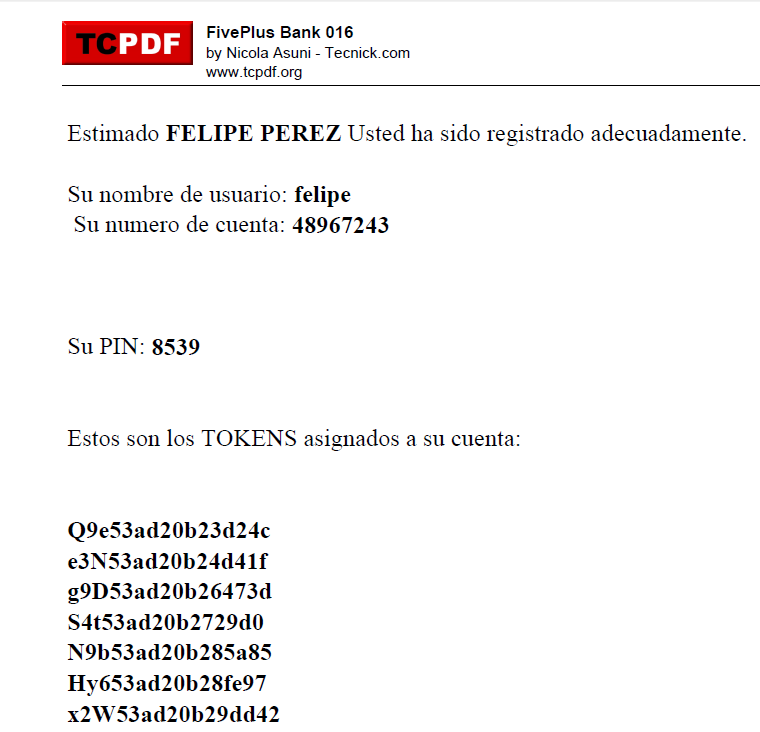 TCPDF
FivePlus Bank 016
by Nicola Asuni - Tecnick.com
www.tcpdf.org
Estimado FELIPE PEREZ Usted ha sido registrado adecuadamente.
Su nombre de usuario: felipe
Su numero de cuenta: 48967243
Su PIN: 8539
Estos son los TOKENS asignados a su cuenta:
Q9e53ad20b23d24c
e3N53ad20b24d41f
g9D53ad20b26473d
S4t53ad20b2729d0
N9b53ad20b285a85
Hy653ad20b28fe97
x2W53ad20b29dd42